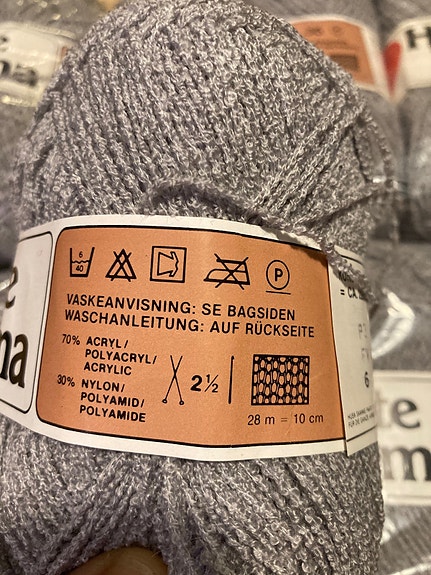 6
40
P
VASKEANVISNING: SE BAGSIDEN
WASCHANLEITUNG: AUF RÜCKSEITE
70% ACRYL/
POLYACRYL/
ACRYLIC
30% NYLON/
POLYAMID/
POLYAMIDE
2½
28 m = 10 cm